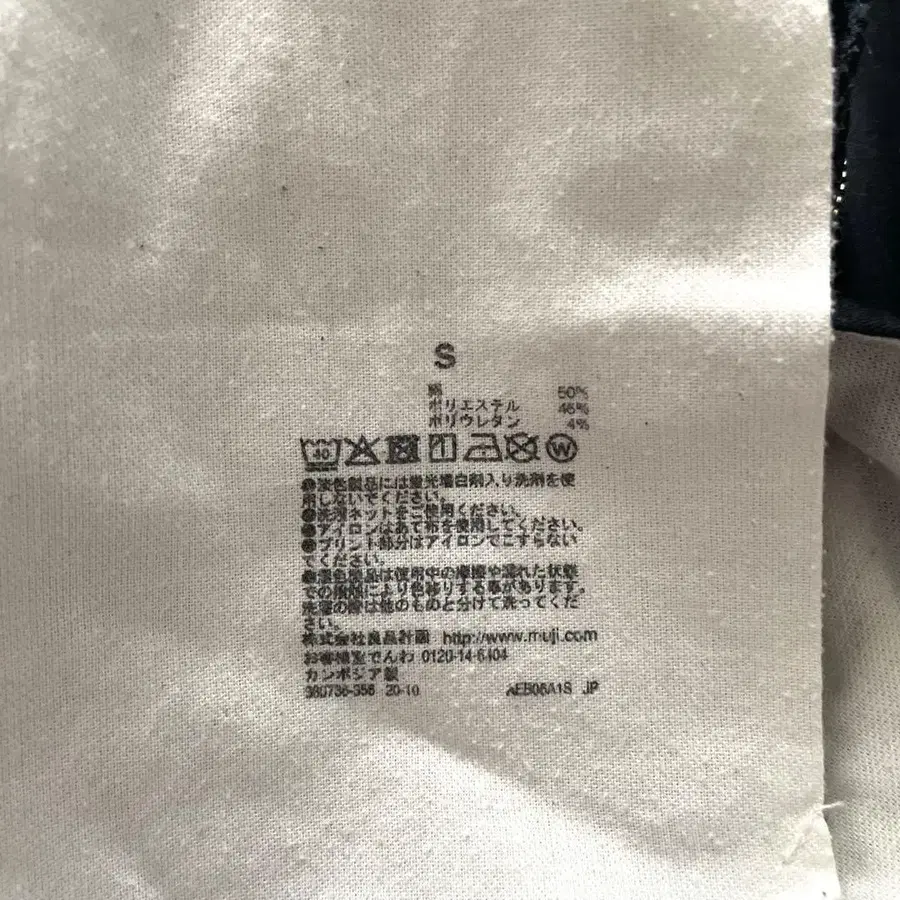 S
綿 50%
ポリエステル 46%
ポリウレタン 4%
40 W
●淡色製品には蛍光増白剤入り洗剤を使
用しないでください。
●洗濯ネットをご使用ください。
●アイロンはあて布を使用してください。
●プリント部分はアイロンでこすらない
でください。
●濃色製品は使用中の摩擦や濡れた状態
での摩擦により色移りする事があります。
洗濯の際は他のものと分けて洗ってくだ
さい。
株式会社良品計画 http://www.muji.com
お客様室でんわ 0120-14-6404
カンボジア製
20-10 AEB06A1S JP